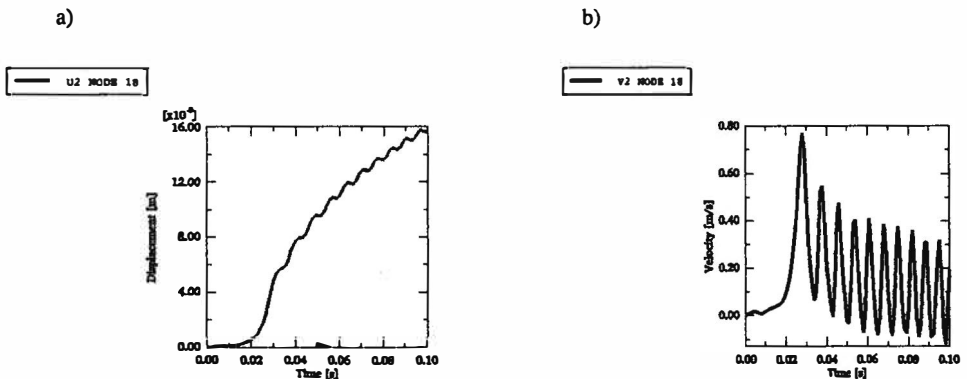 a)
b)
U2 NODE 18
V2 NODE 18
[x10⁻³]
16.00
12.00
8.00
4.00
0.00
Displacement [m]
0.00 0.02 0.04 0.06 0.08 0.10
Time [s]
0.80
0.60
0.40
0.20
0.00
Velocity [m/s]
0.00 0.02 0.04 0.06 0.08 0.10
Time [s]